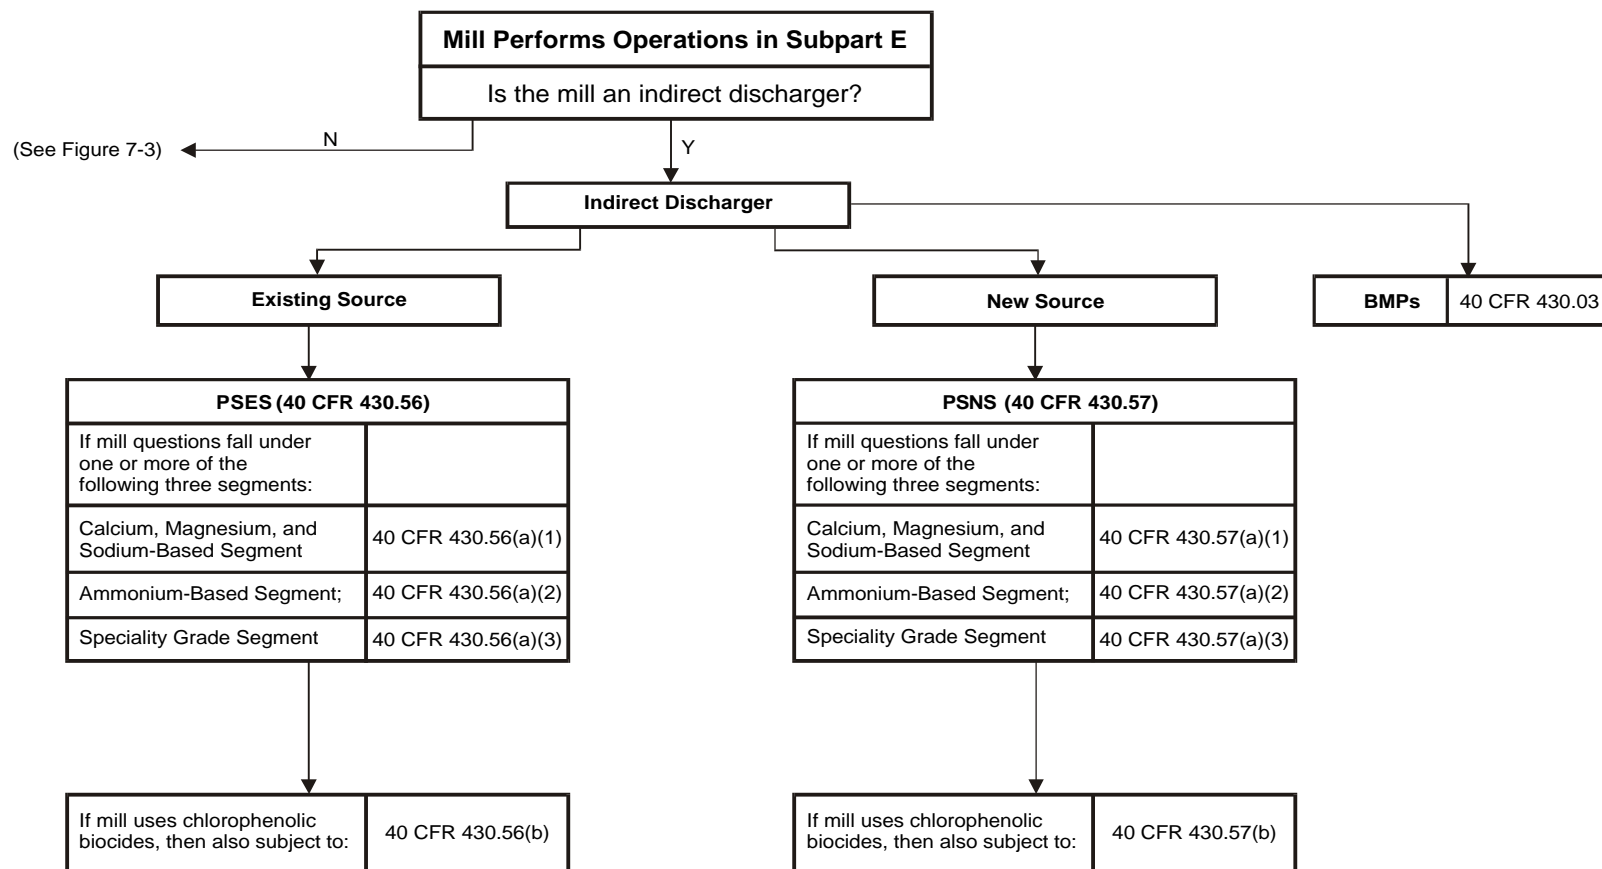 Mill Performs Operations in Subpart E
Is the mill an indirect discharger?
(See Figure 7-3)
N
Y
Indirect Discharger
Existing Source
New Source
BMPs
40 CFR 430.03
PSES (40 CFR 430.56)
If mill questions fall under
one or more of the
following three segments:
Calcium, Magnesium, and
Sodium-Based Segment
40 CFR 430.56(a)(1)
Ammonium-Based Segment;
40 CFR 430.56(a)(2)
Speciality Grade Segment
40 CFR 430.56(a)(3)
If mill uses chlorophenolic
biocides, then also subject to:
40 CFR 430.56(b)
PSNS (40 CFR 430.57)
If mill questions fall under
one or more of the
following three segments:
Calcium, Magnesium, and
Sodium-Based Segment
40 CFR 430.57(a)(1)
Ammonium-Based Segment;
40 CFR 430.57(a)(2)
Speciality Grade Segment
40 CFR 430.57(a)(3)
If mill uses chlorophenolic
biocides, then also subject to:
40 CFR 430.57(b)